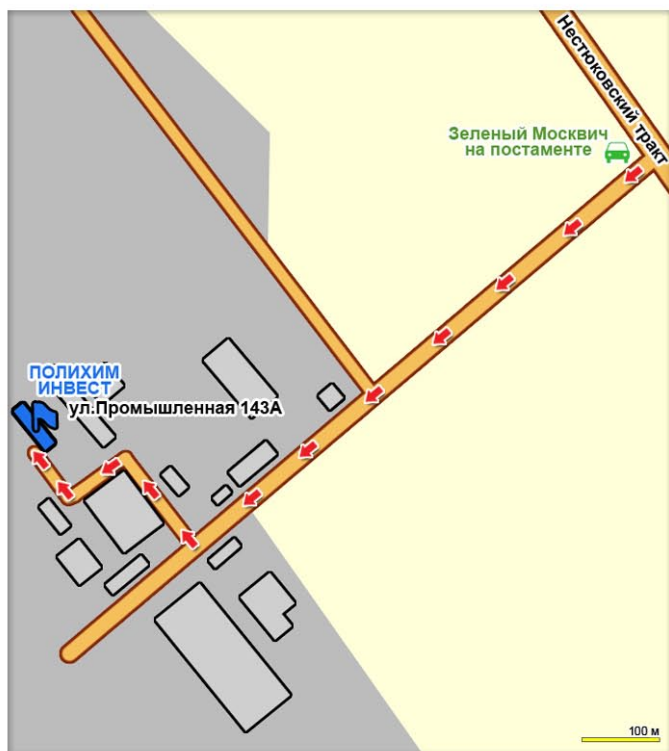 Нестюковский тракт
Зеленый Москвич
на постаменте
ПОЛИХИМ
ИНВЕСТ
ул.Промышленная 143А
100 м